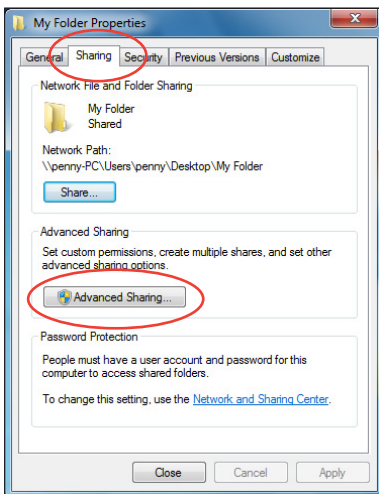 My Folder Properties
General Sharing Security Previous Versions Customize
Network File and Folder Sharing
My Folder
Shared
Network Path:
\\penny-PC\Users\penny\Desktop\My Folder
Share...
Advanced Sharing
Set custom permissions, create multiple shares, and set other
advanced sharing options.
Advanced Sharing...
Password Protection
People must have a user account and password for this
computer to access shared folders.
To change this setting, use the Network and Sharing Center.
Close Cancel Apply